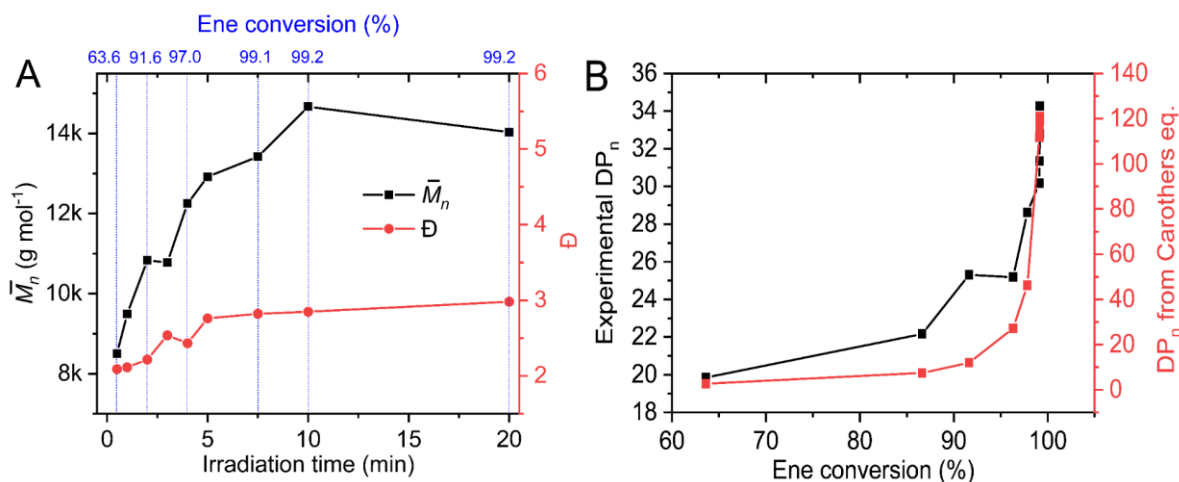 Ene conversion (%)
63.6 91.6 97.0 99.1 99.2 99.2
A
14k
12k
10k
8k
M̄n (g mol⁻¹)
M̄n
Đ
6
5
4
3
2
Đ
0 5 10 15 20
Irradiation time (min)
B
36
34
32
30
28
26
24
22
20
18
Experimental DPn
140
120
100
80
60
40
20
0
DPn from Carothers eq.
60 70 80 90 100
Ene conversion (%)